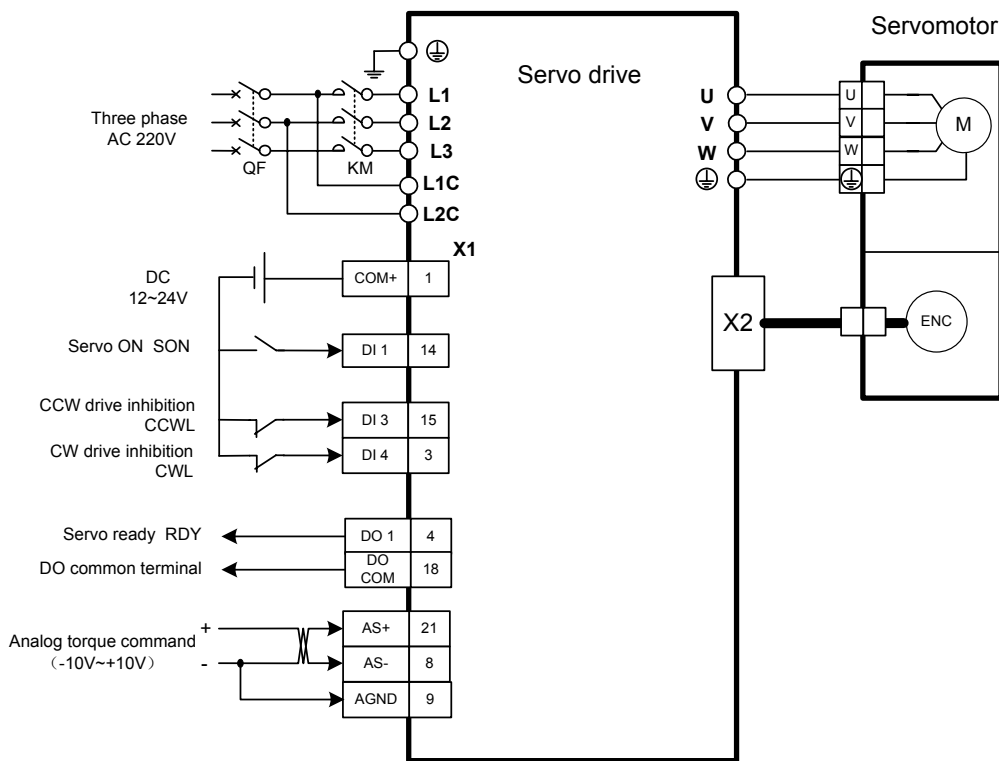 Servomotor
Servo drive
Three phase
AC 220V
QF
KM
L1
L2
L3
L1C
L2C
U
V
W
U
V
W
M
X1
DC
12~24V
COM+ 1
Servo ON SON
DI 1 14
CCW drive inhibition
CCWL
DI 3 15
CW drive inhibition
CWL
DI 4 3
X2
ENC
Servo ready RDY
DO 1 4
DO common terminal
DO
COM
18
Analog torque command
（-10V~+10V）
+
-
AS+ 21
AS- 8
AGND 9